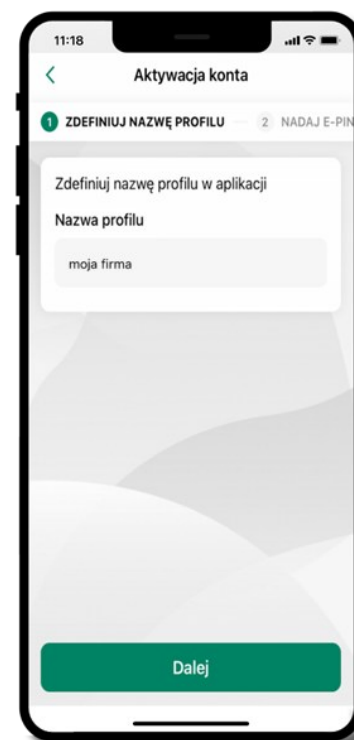 11:18
Aktywacja konta
1 ZDEFINIUJ NAZWĘ PROFILU 2 NADAJ E-PIN
Zdefiniuj nazwę profilu w aplikacji
Nazwa profilu
moja firma
Dalej